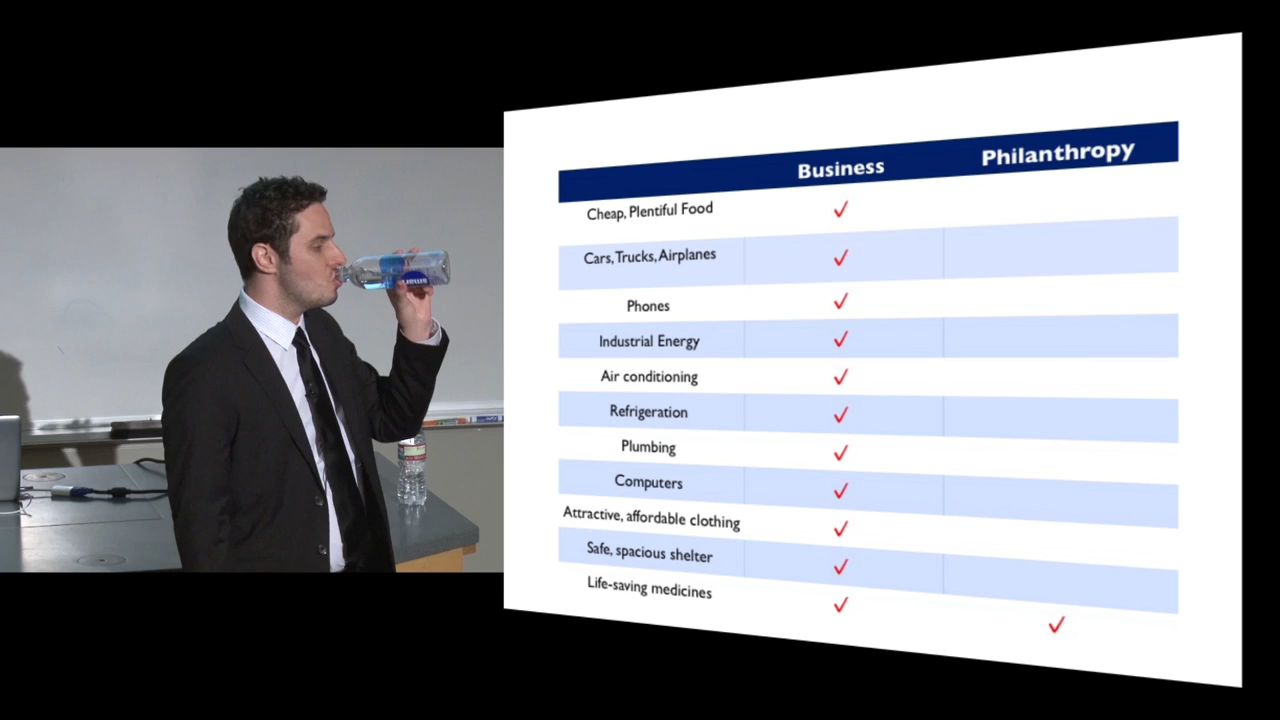 Business Philanthropy
Cheap, Plentiful Food ✓
Cars, Trucks, Airplanes ✓
Phones ✓
Industrial Energy ✓
Air conditioning ✓
Refrigeration ✓
Plumbing ✓
Computers ✓
Attractive, affordable clothing ✓
Safe, spacious shelter ✓
Life-saving medicines ✓ ✓